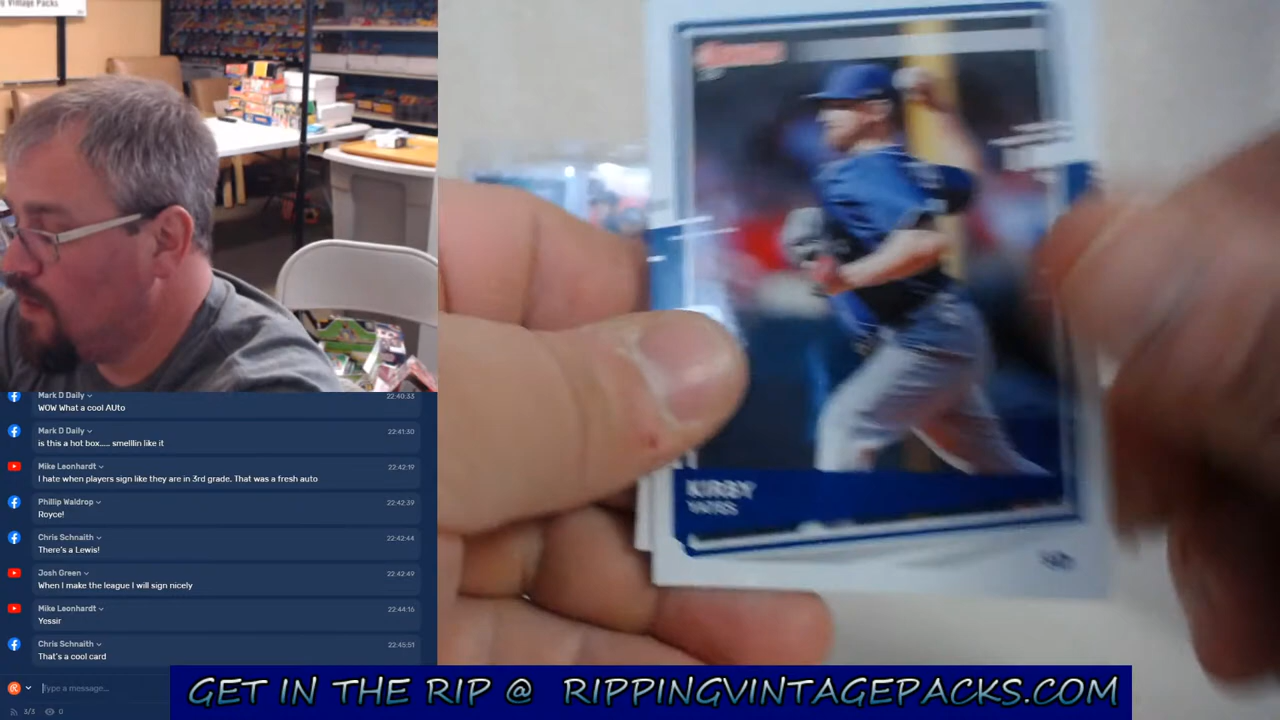 y Vintage Packs
Mark D Daily
22:40:33
WOW What a cool AUto
Mark D Daily
22:41:30
is this a hot box..... smelllin like it
Mike Leonhardt
22:42:19
I hate when players sign like they are in 3rd grade. That was a fresh auto
Phillip Waldrop
22:42:39
Royce!
Chris Schnaith
22:42:44
There's a Lewis!
Josh Green
22:42:49
When I make the league I will sign nicely
Mike Leonhardt
22:44:16
Yessir
Chris Schnaith
22:45:51
That's a cool card
Type a message...
3/3
0
KIRBY
YATES
GET IN THE RIP @ RIPPINGVINTAGEPACKS.COM